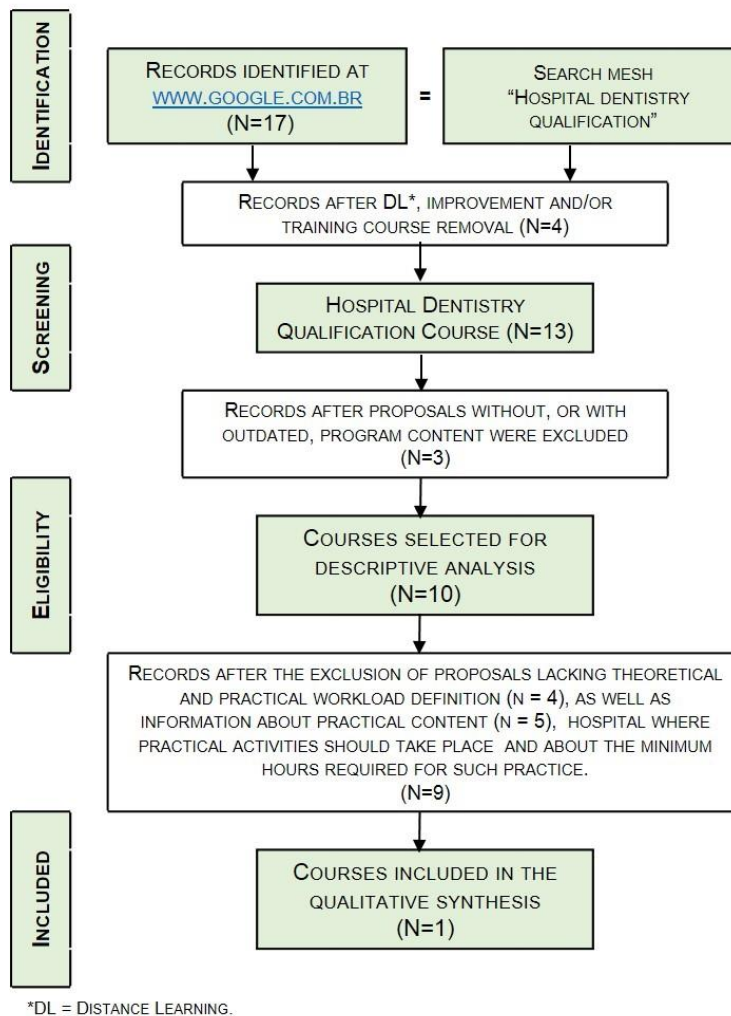 IDENTIFICATION
RECORDS IDENTIFIED AT
WWW.GOOGLE.COM.BR
(N=17)
=
SEARCH MESH
“HOSPITAL DENTISTRY
QUALIFICATION”
RECORDS AFTER DL*, IMPROVEMENT AND/OR
TRAINING COURSE REMOVAL (N=4)
SCREENING
HOSPITAL DENTISTRY
QUALIFICATION COURSE (N=13)
RECORDS AFTER PROPOSALS WITHOUT, OR WITH
OUTDATED, PROGRAM CONTENT WERE EXCLUDED
(N=3)
ELIGIBILITY
COURSES SELECTED FOR
DESCRIPTIVE ANALYSIS
(N=10)
RECORDS AFTER THE EXCLUSION OF PROPOSALS LACKING THEORETICAL
AND PRACTICAL WORKLOAD DEFINITION (N = 4), AS WELL AS
INFORMATION ABOUT PRACTICAL CONTENT (N = 5), HOSPITAL WHERE
PRACTICAL ACTIVITIES SHOULD TAKE PLACE AND ABOUT THE MINIMUM
HOURS REQUIRED FOR SUCH PRACTICE.
(N=9)
INCLUDED
COURSES INCLUDED IN THE
QUALITATIVE SYNTHESIS
(N=1)
*DL = DISTANCE LEARNING.